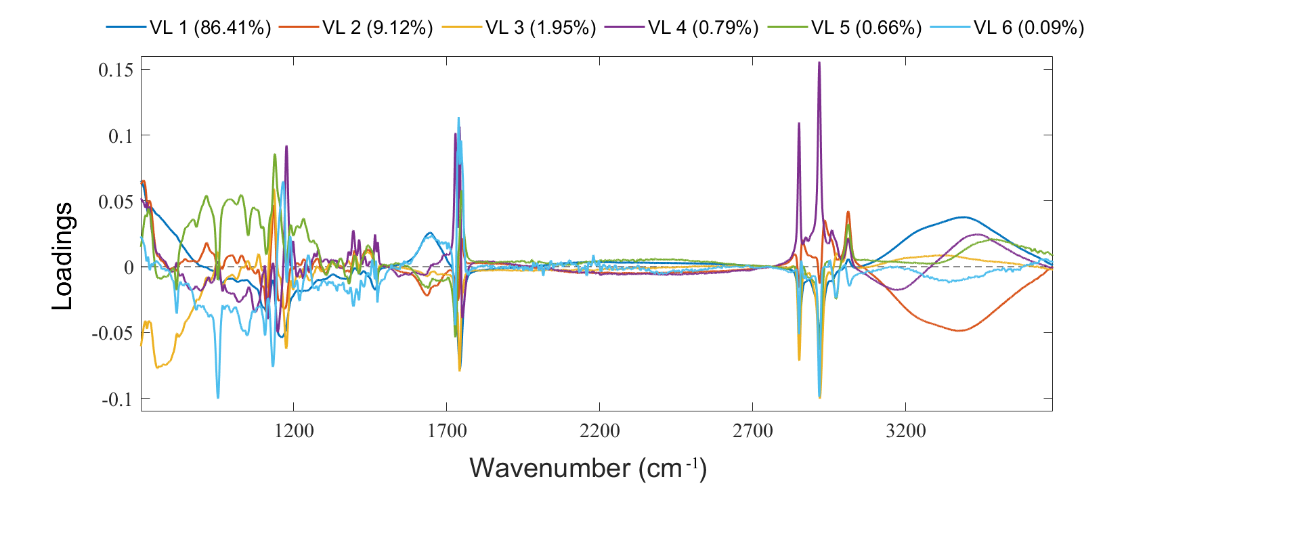 VL 1 (86.41%) VL 2 (9.12%) VL 3 (1.95%) VL 4 (0.79%) VL 5 (0.66%) VL 6 (0.09%)
0.15
0.1
0.05
0
-0.05
-0.1
Loadings
1200 1700 2200 2700 3200
Wavenumber (cm⁻¹)